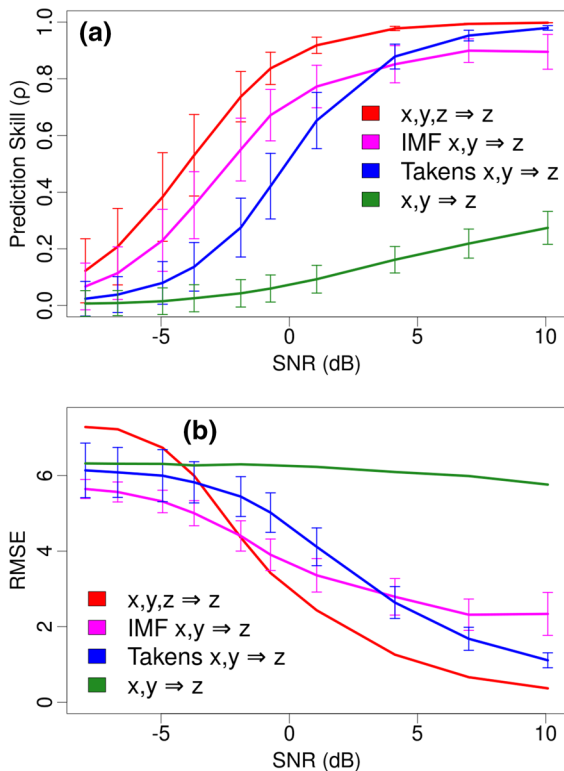 (a)
Prediction Skill (ρ)
1.0
0.8
0.6
0.4
0.2
0.0
x,y,z ⇒ z
IMF x,y ⇒ z
Takens x,y ⇒ z
x,y ⇒ z
-5
0
5
10
SNR (dB)
(b)
RMSE
6
4
2
0
x,y,z ⇒ z
IMF x,y ⇒ z
Takens x,y ⇒ z
x,y ⇒ z
-5
0
5
10
SNR (dB)